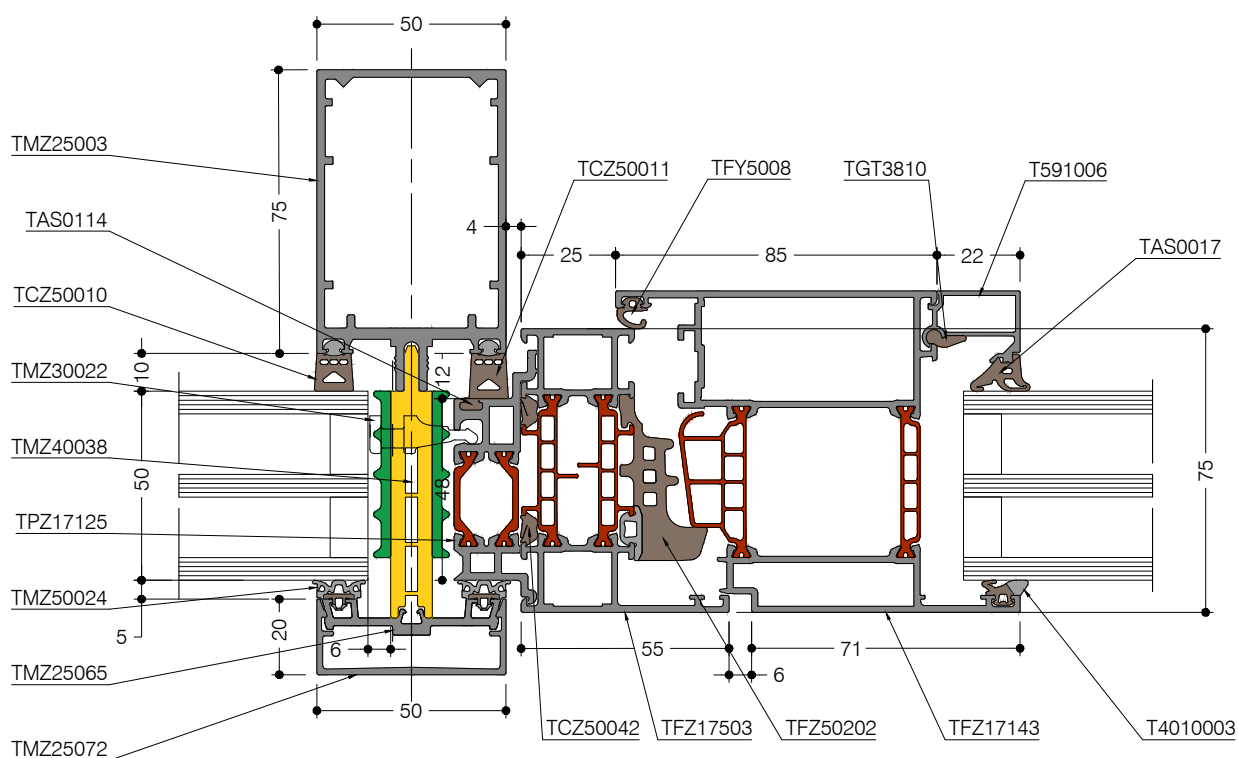 50
TMZ25003
75
TCZ50011
TFY5008
TGT3810
T591006
TAS0114
4
25
85
22
TAS0017
TCZ50010
TMZ30022
10
12
TMZ40038
50
48
75
TPZ17125
TMZ50024
5
20
6
55
71
6
TMZ25065
50
TCZ50042
TFZ17503
TFZ50202
TFZ17143
T4010003
TMZ25072